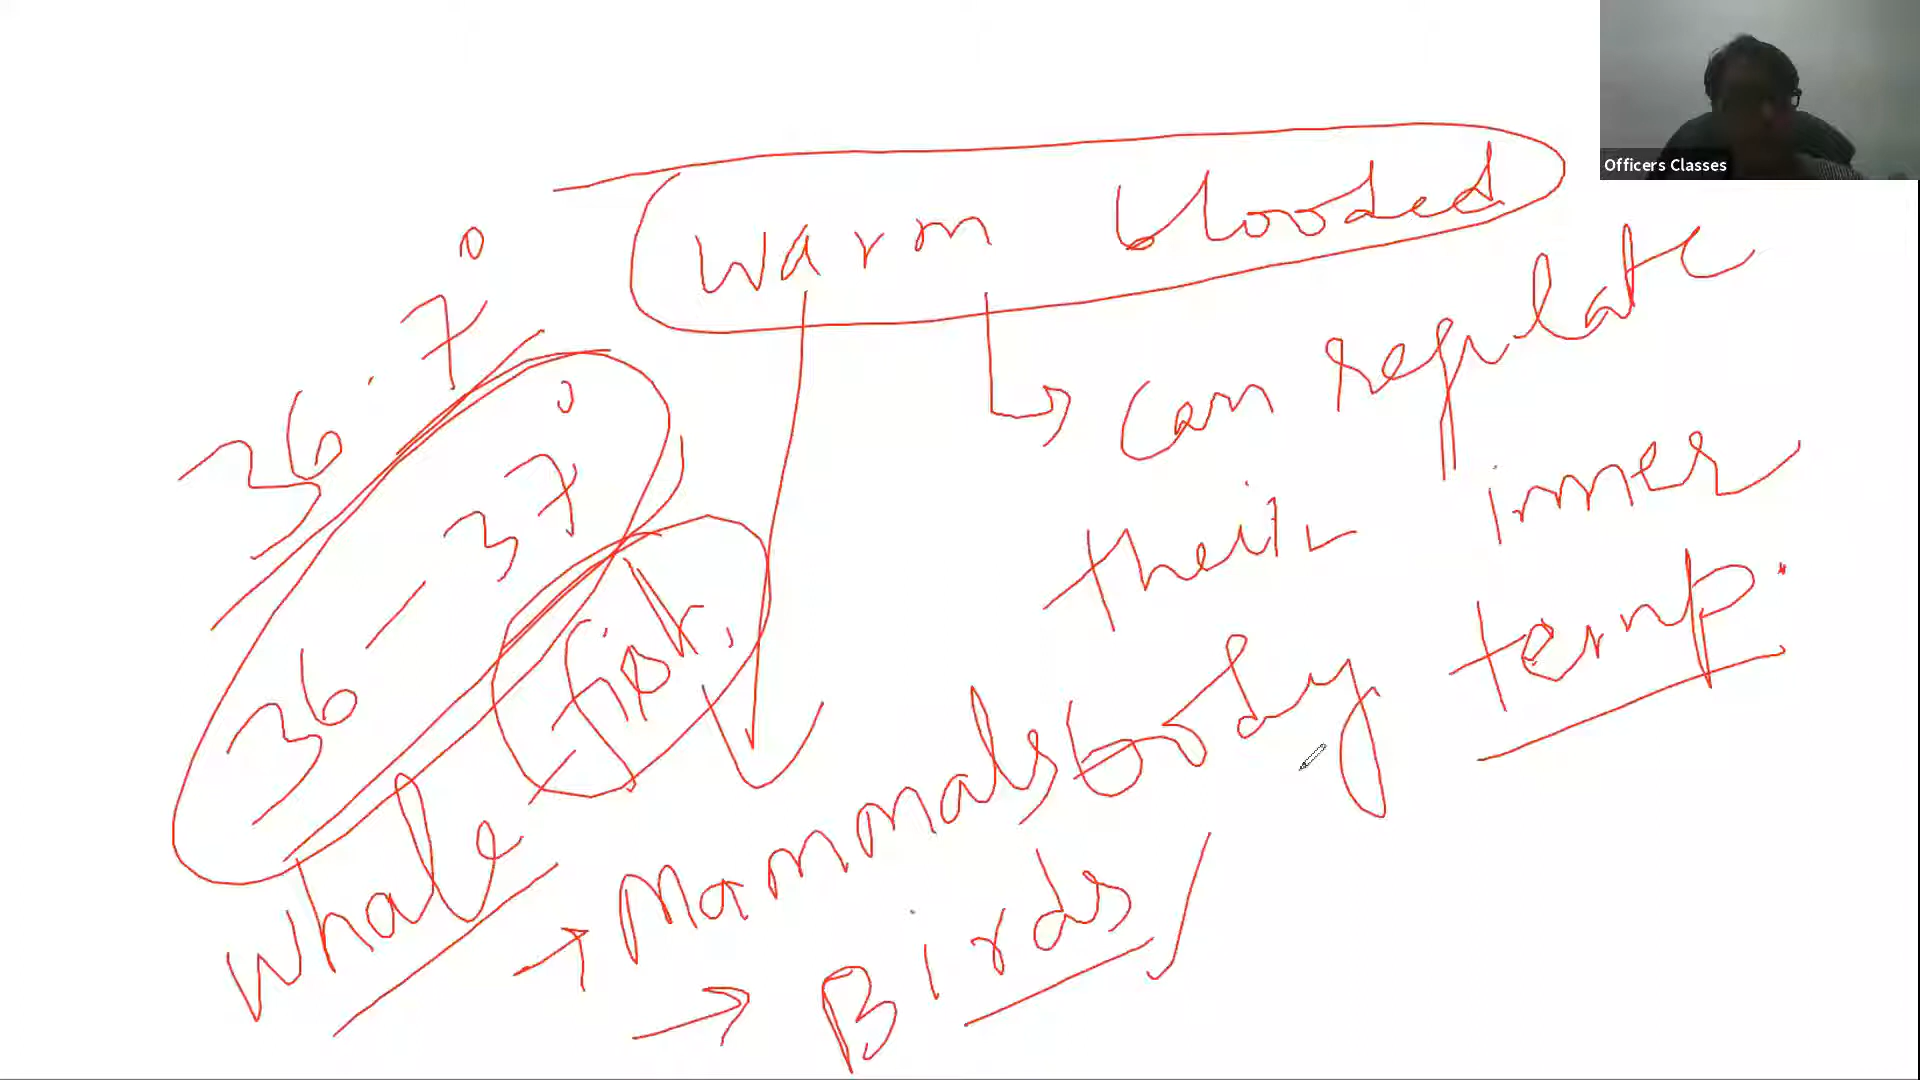 Officers Classes
warm blooded
can regulate
their inner
body temp.
36.7°
36 - 37°
fish
whale
→ Mammals
→ Birds